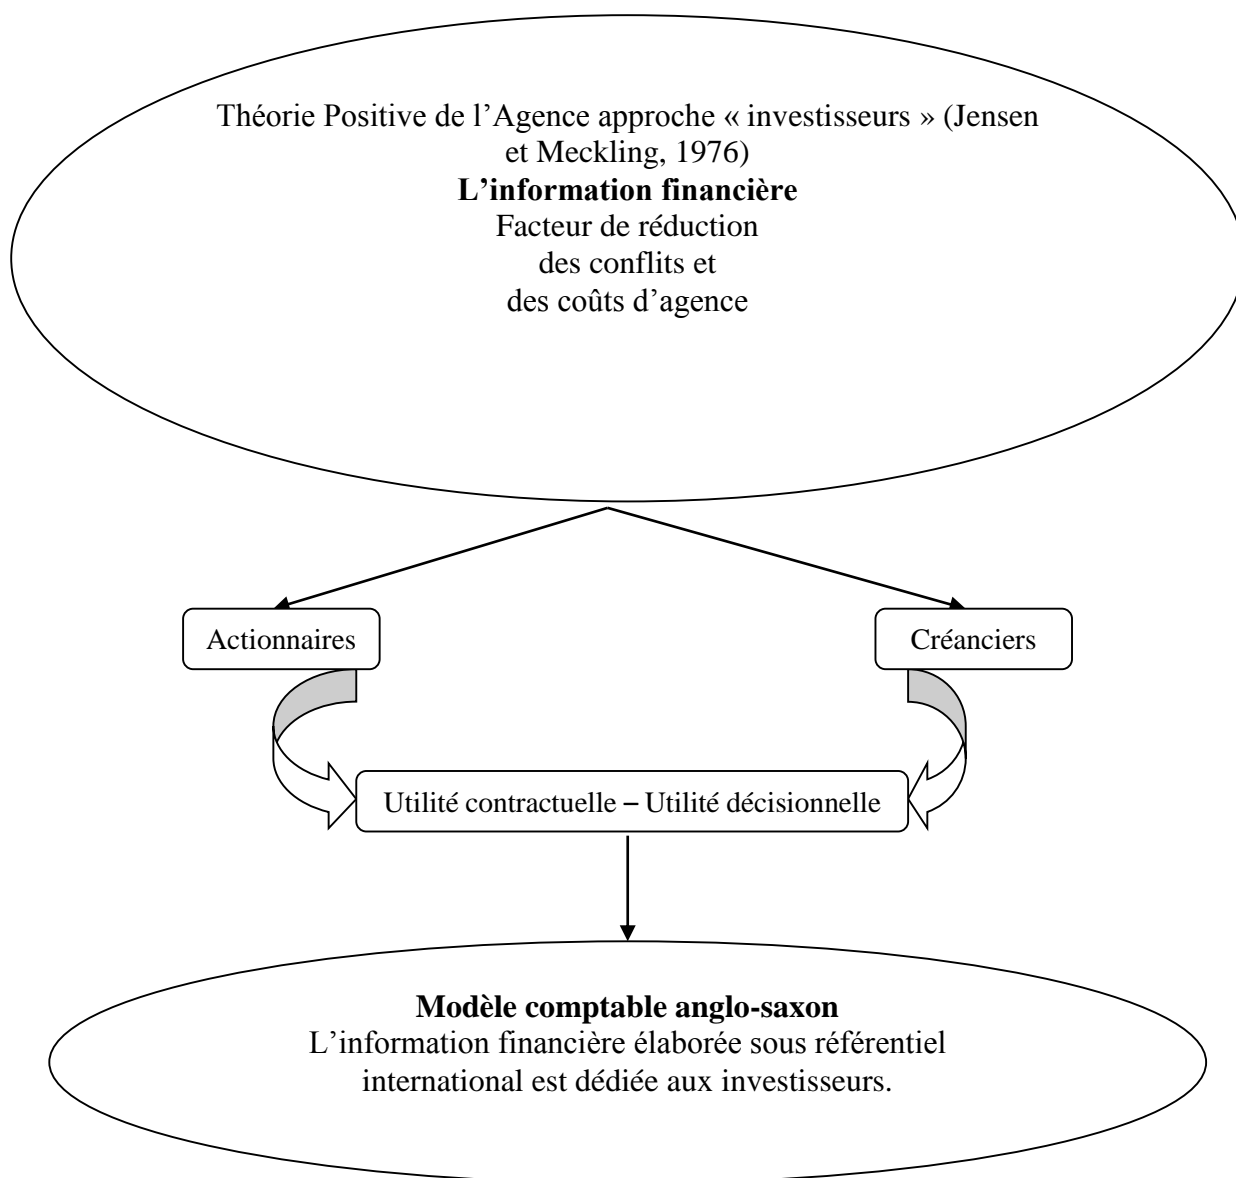 Théorie Positive de l’Agence approche « investisseurs » (Jensen
et Meckling, 1976)
L’information financière
Facteur de réduction
des conflits et
des coûts d’agence
Actionnaires
Créanciers
Utilité contractuelle – Utilité décisionnelle
Modèle comptable anglo-saxon
L’information financière élaborée sous référentiel
international est dédiée aux investisseurs.